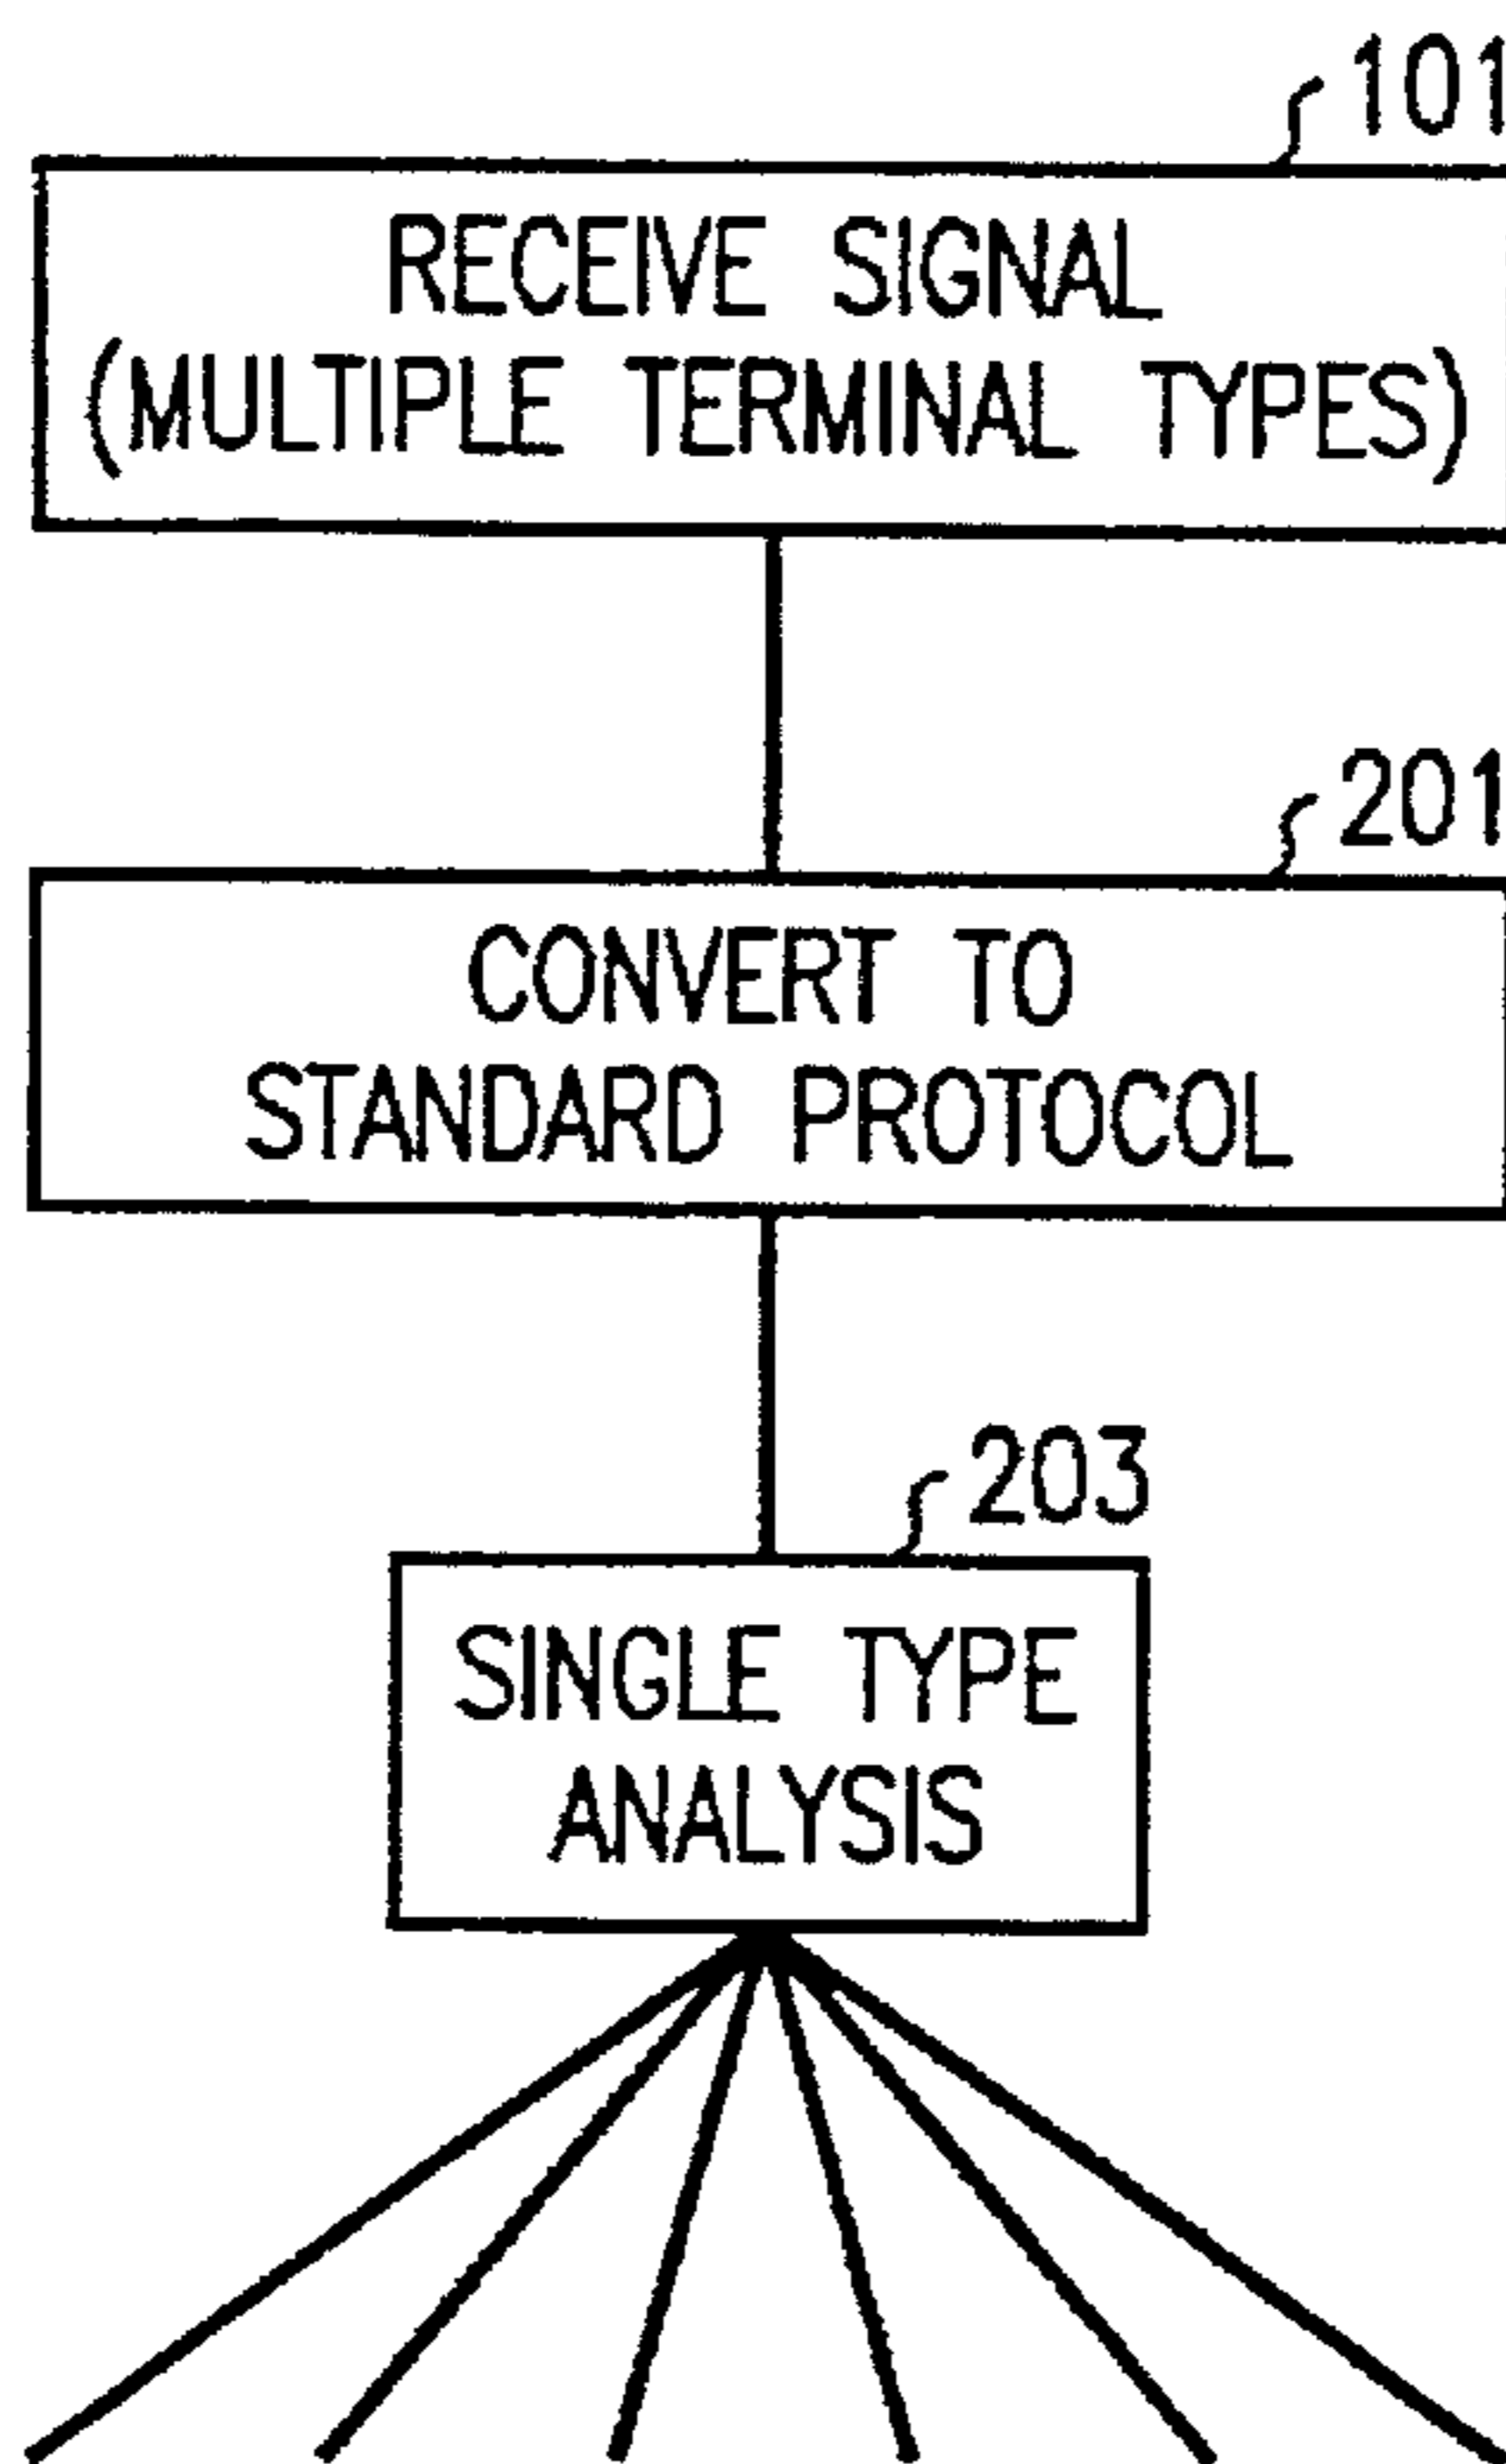 101
RECEIVE SIGNAL
(MULTIPLE TERMINAL TYPES)
201
CONVERT TO
STANDARD PROTOCOL
203
SINGLE TYPE
ANALYSIS